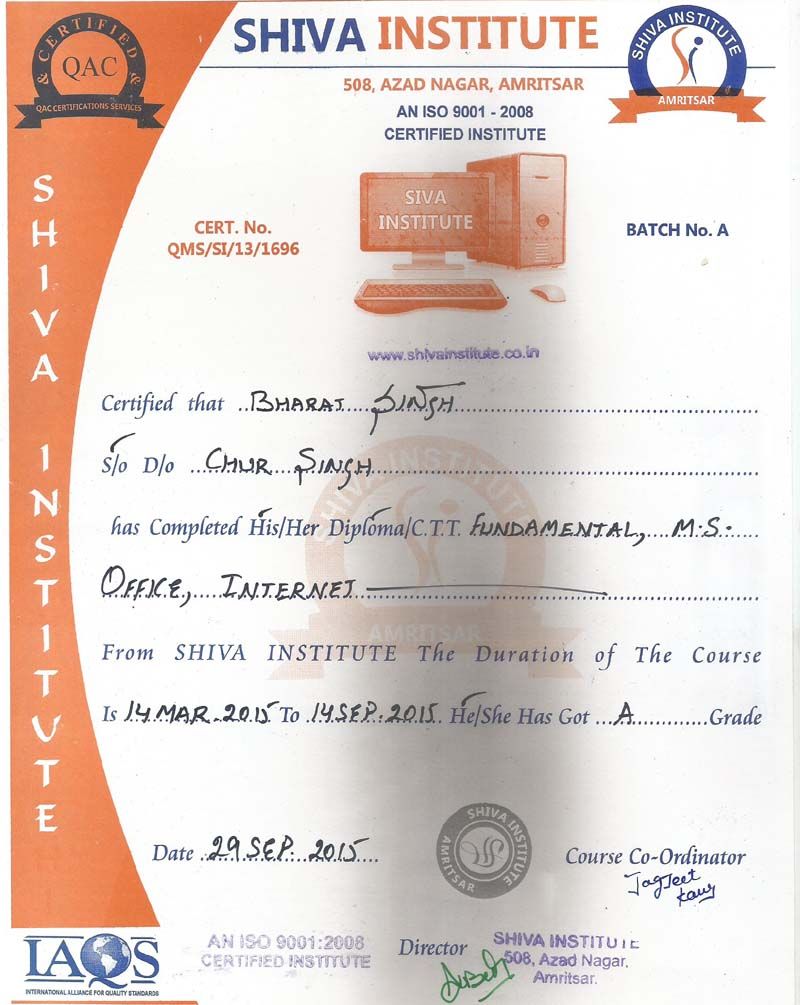 CERTIFIED
& &
QAC
QAC CERTIFICATIONS SERVICES
SHIVA INSTITUTE
508, AZAD NAGAR, AMRITSAR
AN ISO 9001 - 2008
CERTIFIED INSTITUTE
SHIVA INSTITUTE
AMRITSAR
SHIVA INSTITUTE
SIVA
INSTITUTE
CERT. No.
QMS/SI/13/1696
BATCH No. A
www.shivainstitute.co.in
Certified that ..BHARAT SINGH
S/o D/o ..CHUR SINGH
has Completed His/Her Diploma/C.T.T. FUNDAMENTAL, M.S.
OFFICE, INTERNET
SHIVA INSTITUTE
AMRITSAR
From SHIVA INSTITUTE The Duration of The Course
Is 14 MAR. 2015 To 14 SEP. 2015 He/She Has Got ...A...Grade
Date 29 SEP. 2015
SHIVA INSTITUTE
AMRITSAR
Course Co-Ordinator
Jagjeet
Kaur
IAQS
INTERNATIONAL ALLIANCE FOR QUALITY STANDARDS
AN ISO 9001:2008
CERTIFIED INSTITUTE
Director
SHIVA INSTITUTE
508, Azad Nagar,
Amritsar.